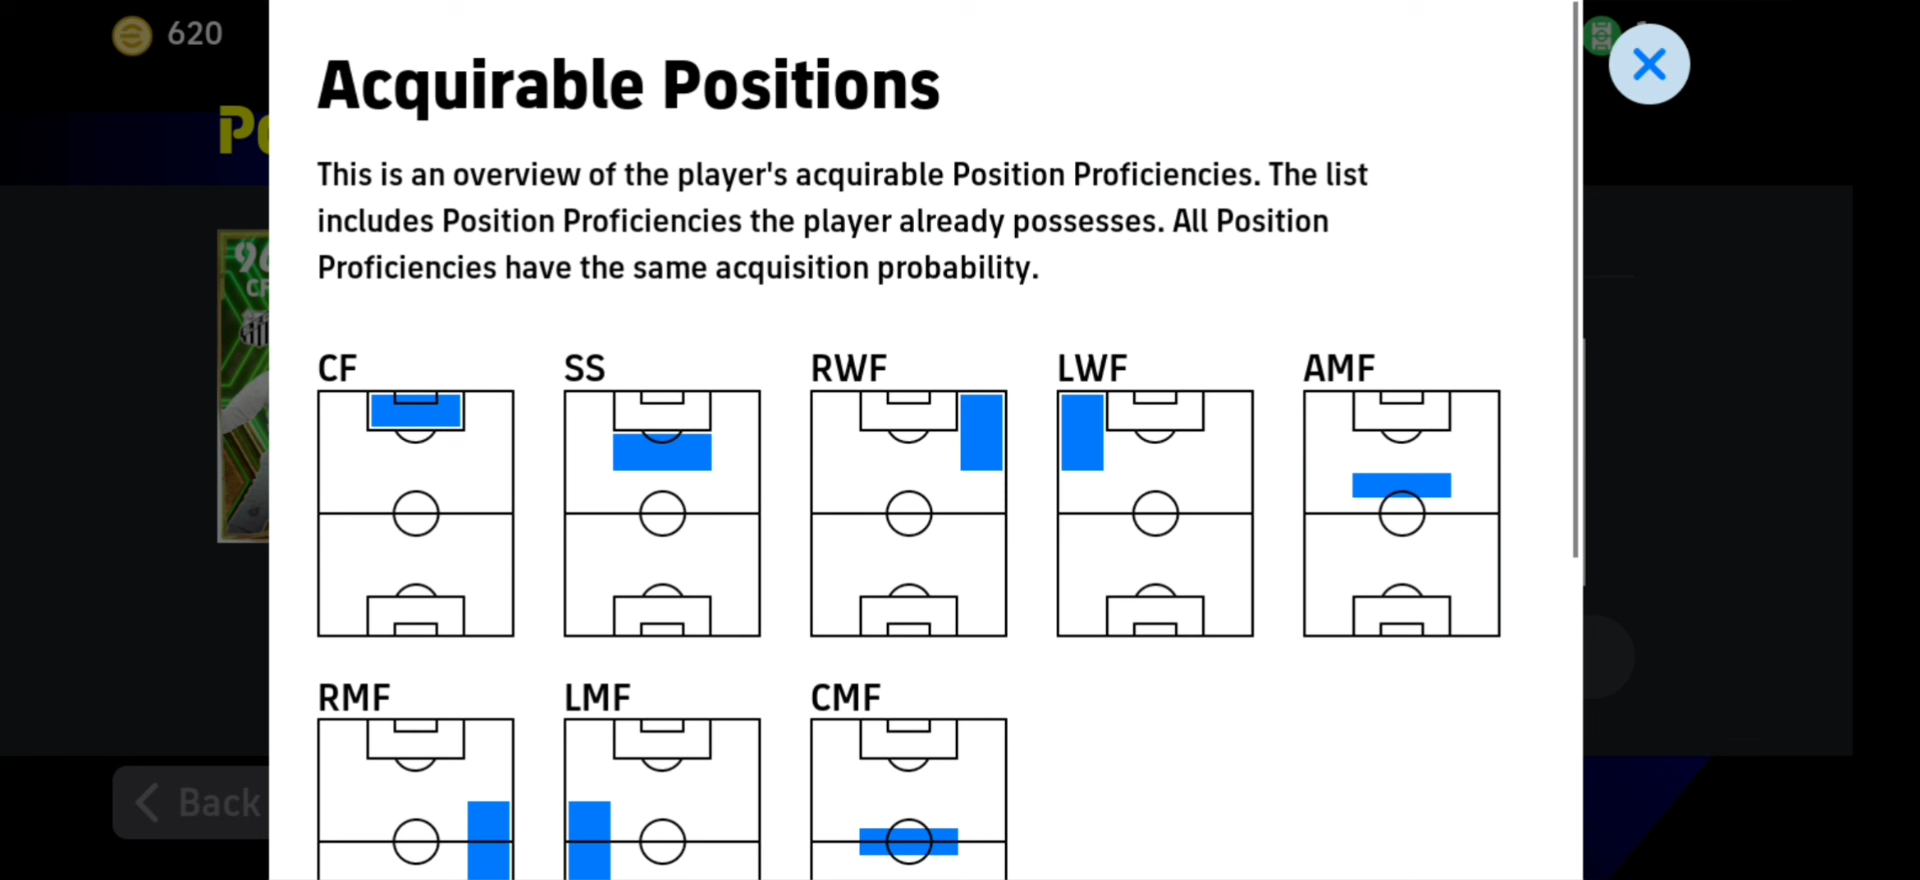 620
Acquirable Positions
This is an overview of the player's acquirable Position Proficiencies. The list
includes Position Proficiencies the player already possesses. All Position
Proficiencies have the same acquisition probability.
CF SS RWF LWF AMF
RMF LMF CMF
Back